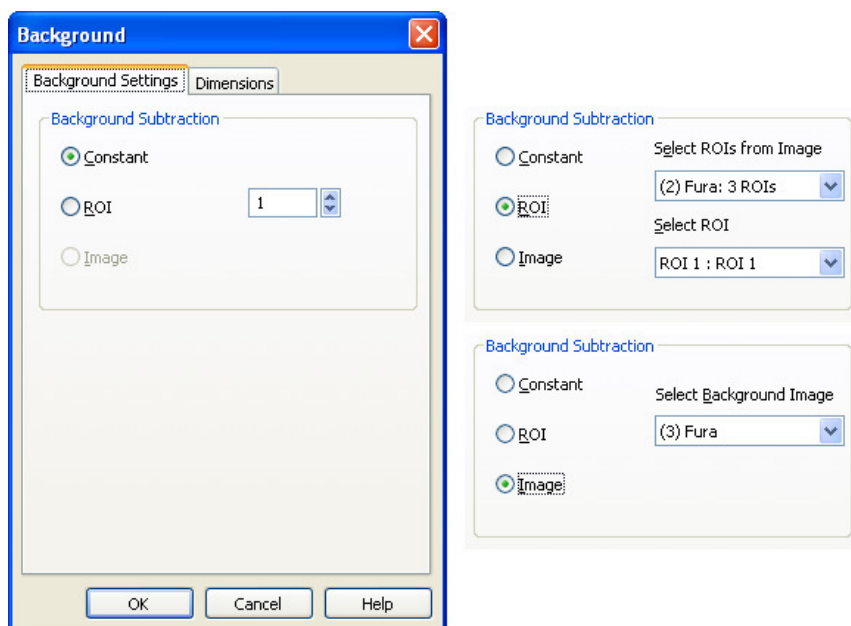 Background
Background Settings
Dimensions
Background Subtraction
Constant
ROI
1
Image
OK
Cancel
Help
Background Subtraction
Constant
Select ROIs from Image
(2) Fura: 3 ROIs
ROI
Select ROI
Image
ROI 1 : ROI 1
Background Subtraction
Constant
Select Background Image
(3) Fura
ROI
Image